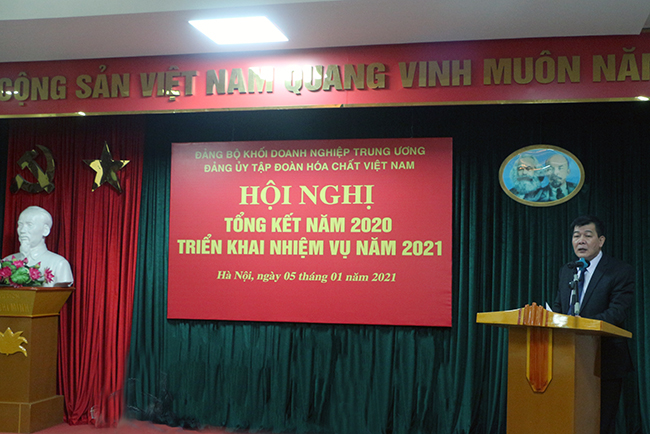 CỘNG SẢN VIỆT NAM QUANG VINH MUÔN NĂM
ĐẢNG BỘ KHỐI DOANH NGHIỆP TRUNG ƯƠNG
ĐẢNG ỦY TẬP ĐOÀN HÓA CHẤT VIỆT NAM
HỘI NGHỊ
TỔNG KẾT NĂM 2020
TRIỂN KHAI NHIỆM VỤ NĂM 2021
Hà Nội, ngày 05 tháng 01 năm 2021